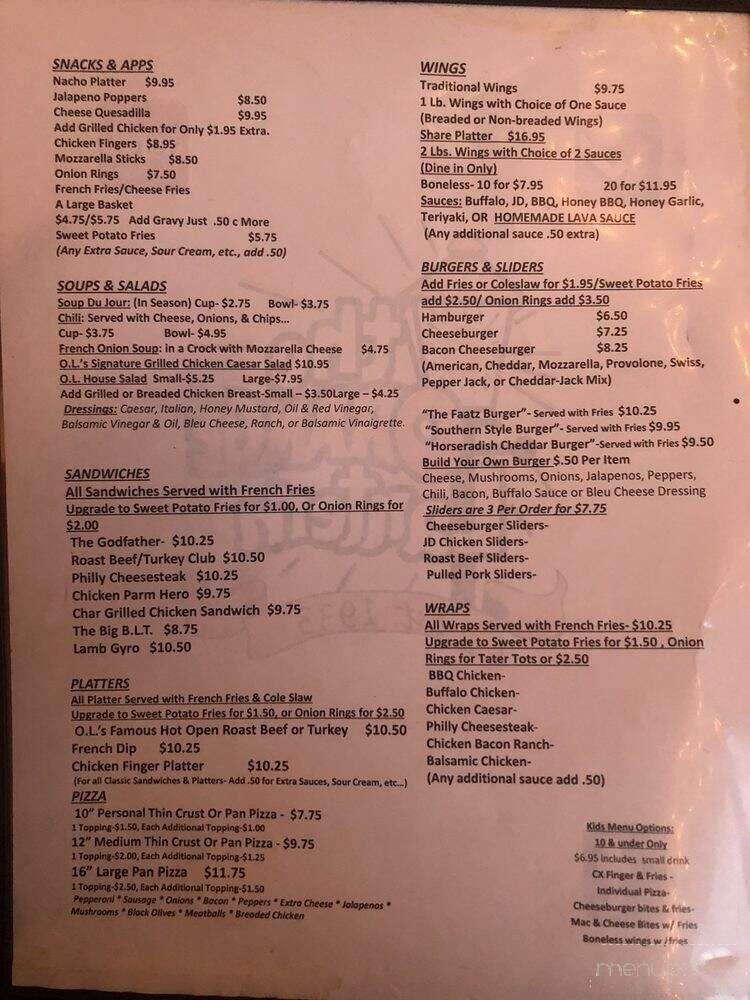 SNACKS & APPS
Nacho Platter $9.95
Jalapeno Poppers $8.50
Cheese Quesadilla $9.95
Add Grilled Chicken for Only $1.95 Extra.
Chicken Fingers $8.95
Mozzarella Sticks $8.50
Onion Rings $7.50
French Fries/Cheese Fries
A Large Basket
$4.75/$5.75 Add Gravy Just .50 c More
Sweet Potato Fries $5.75
(Any Extra Sauce, Sour Cream, etc., add .50)
SOUPS & SALADS
Soup Du Jour: (In Season) Cup- $2.75 Bowl- $3.75
Chili: Served with Cheese, Onions, & Chips...
Cup- $3.75 Bowl- $4.95
French Onion Soup: in a Crock with Mozzarella Cheese $4.75
O.L.'s Signature Grilled Chicken Caesar Salad $10.95
O.L. House Salad Small-$5.25 Large-$7.95
Add Grilled or Breaded Chicken Breast-Small – $3.50Large – $4.25
Dressings: Caesar, Italian, Honey Mustard, Oil & Red Vinegar,
Balsamic Vinegar & Oil, Bleu Cheese, Ranch, or Balsamic Vinaigrette.
SANDWICHES
All Sandwiches Served with French Fries
Upgrade to Sweet Potato Fries for $1.00, Or Onion Rings for
$2.00
The Godfather- $10.25
Roast Beef/Turkey Club $10.50
Philly Cheesesteak $10.25
Chicken Parm Hero $9.75
Char Grilled Chicken Sandwich $9.75
The Big B.L.T. $8.75
Lamb Gyro $10.50
PLATTERS
All Platter Served with French Fries & Cole Slaw
Upgrade to Sweet Potato Fries for $1.50, or Onion Rings for $2.50
O.L.'s Famous Hot Open Roast Beef or Turkey $10.50
French Dip $10.25
Chicken Finger Platter $10.25
(For all Classic Sandwiches & Platters- Add .50 for Extra Sauces, Sour Cream, etc...)
PIZZA
10" Personal Thin Crust Or Pan Pizza - $7.75
1 Topping-$1.50, Each Additional Topping-$1.00
12" Medium Thin Crust Or Pan Pizza - $9.75
1 Topping-$2.00, Each Additional Topping-$1.25
16" Large Pan Pizza $11.75
1 Topping-$2.50, Each Additional Topping-$1.50
Pepperoni * Sausage * Onions * Bacon * Peppers * Extra Cheese * Jalapenos *
Mushrooms * Black Olives * Meatballs * Breaded Chicken
WINGS
Traditional Wings $9.75
1 Lb. Wings with Choice of One Sauce
(Breaded or Non-breaded Wings)
Share Platter $16.95
2 Lbs. Wings with Choice of 2 Sauces
(Dine in Only)
Boneless- 10 for $7.95 20 for $11.95
Sauces: Buffalo, JD, BBQ, Honey BBQ, Honey Garlic,
Teriyaki, OR HOMEMADE LAVA SAUCE
(Any additional sauce .50 extra)
BURGERS & SLIDERS
Add Fries or Coleslaw for $1.95/Sweet Potato Fries
add $2.50/ Onion Rings add $3.50
Hamburger $6.50
Cheeseburger $7.25
Bacon Cheeseburger $8.25
(American, Cheddar, Mozzarella, Provolone, Swiss,
Pepper Jack, or Cheddar-Jack Mix)
"The Faatz Burger"- Served with Fries $10.25
"Southern Style Burger"- Served with Fries $9.95
"Horseradish Cheddar Burger"-Served with Fries $9.50
Build Your Own Burger $.50 Per Item
Cheese, Mushrooms, Onions, Jalapenos, Peppers,
Chili, Bacon, Buffalo Sauce or Bleu Cheese Dressing
Sliders are 3 Per Order for $7.75
Cheeseburger Sliders-
JD Chicken Sliders-
Roast Beef Sliders-
Pulled Pork Sliders-
WRAPS
All Wraps Served with French Fries- $10.25
Upgrade to Sweet Potato Fries for $1.50 , Onion
Rings for Tater Tots or $2.50
BBQ Chicken-
Buffalo Chicken-
Chicken Caesar-
Philly Cheesesteak-
Chicken Bacon Ranch-
Balsamic Chicken-
(Any additional sauce add .50)
Kids Menu Options:
10 & under Only
$6.95 includes small drink
CX Finger & Fries -
Individual Pizza-
Cheeseburger bites & fries-
Mac & Cheese Bites w/ Fries
Boneless wings w /fries